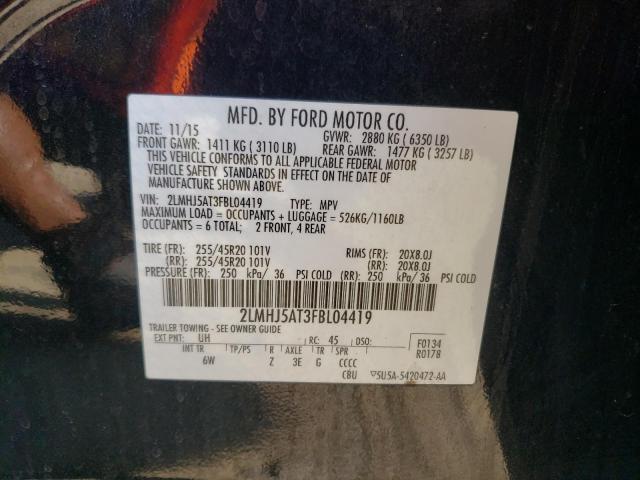 MFD. BY FORD MOTOR CO.
DATE: 11/15 GVWR: 2880 KG ( 6350 LB)
FRONT GAWR: 1411 KG ( 3110 LB) REAR GAWR: 1477 KG ( 3257 LB)
THIS VEHICLE CONFORMS TO ALL APPLICABLE FEDERAL MOTOR
VEHICLE SAFETY STANDARDS IN EFFECT ON THE DATE OF
MANUFACTURE SHOWN ABOVE.
VIN: 2LMHJ5AT3FBL04419 TYPE: MPV
MAXIMUM LOAD = OCCUPANTS + LUGGAGE = 526KG/1160LB
OCCUPANTS = 6 TOTAL; 2 FRONT, 4 REAR
TIRE (FR): 255/45R20 101V RIMS (FR): 20X8.0J
(RR): 255/45R20 101V (RR): 20X8.0J
PRESSURE (FR): 250 kPa/ 36 PSI COLD (RR): 250 kPa/ 36 PSI COLD
2LMHJ5AT3FBL04419
TRAILER TOWING - SEE OWNER GUIDE
EXT PNT: UH RC: 45 DSO: F0134
INT TR TP/PS R AXLE TR SPR R0178
6W Z 3E G CCCC
CBU ▽5U5A-5420472-AA